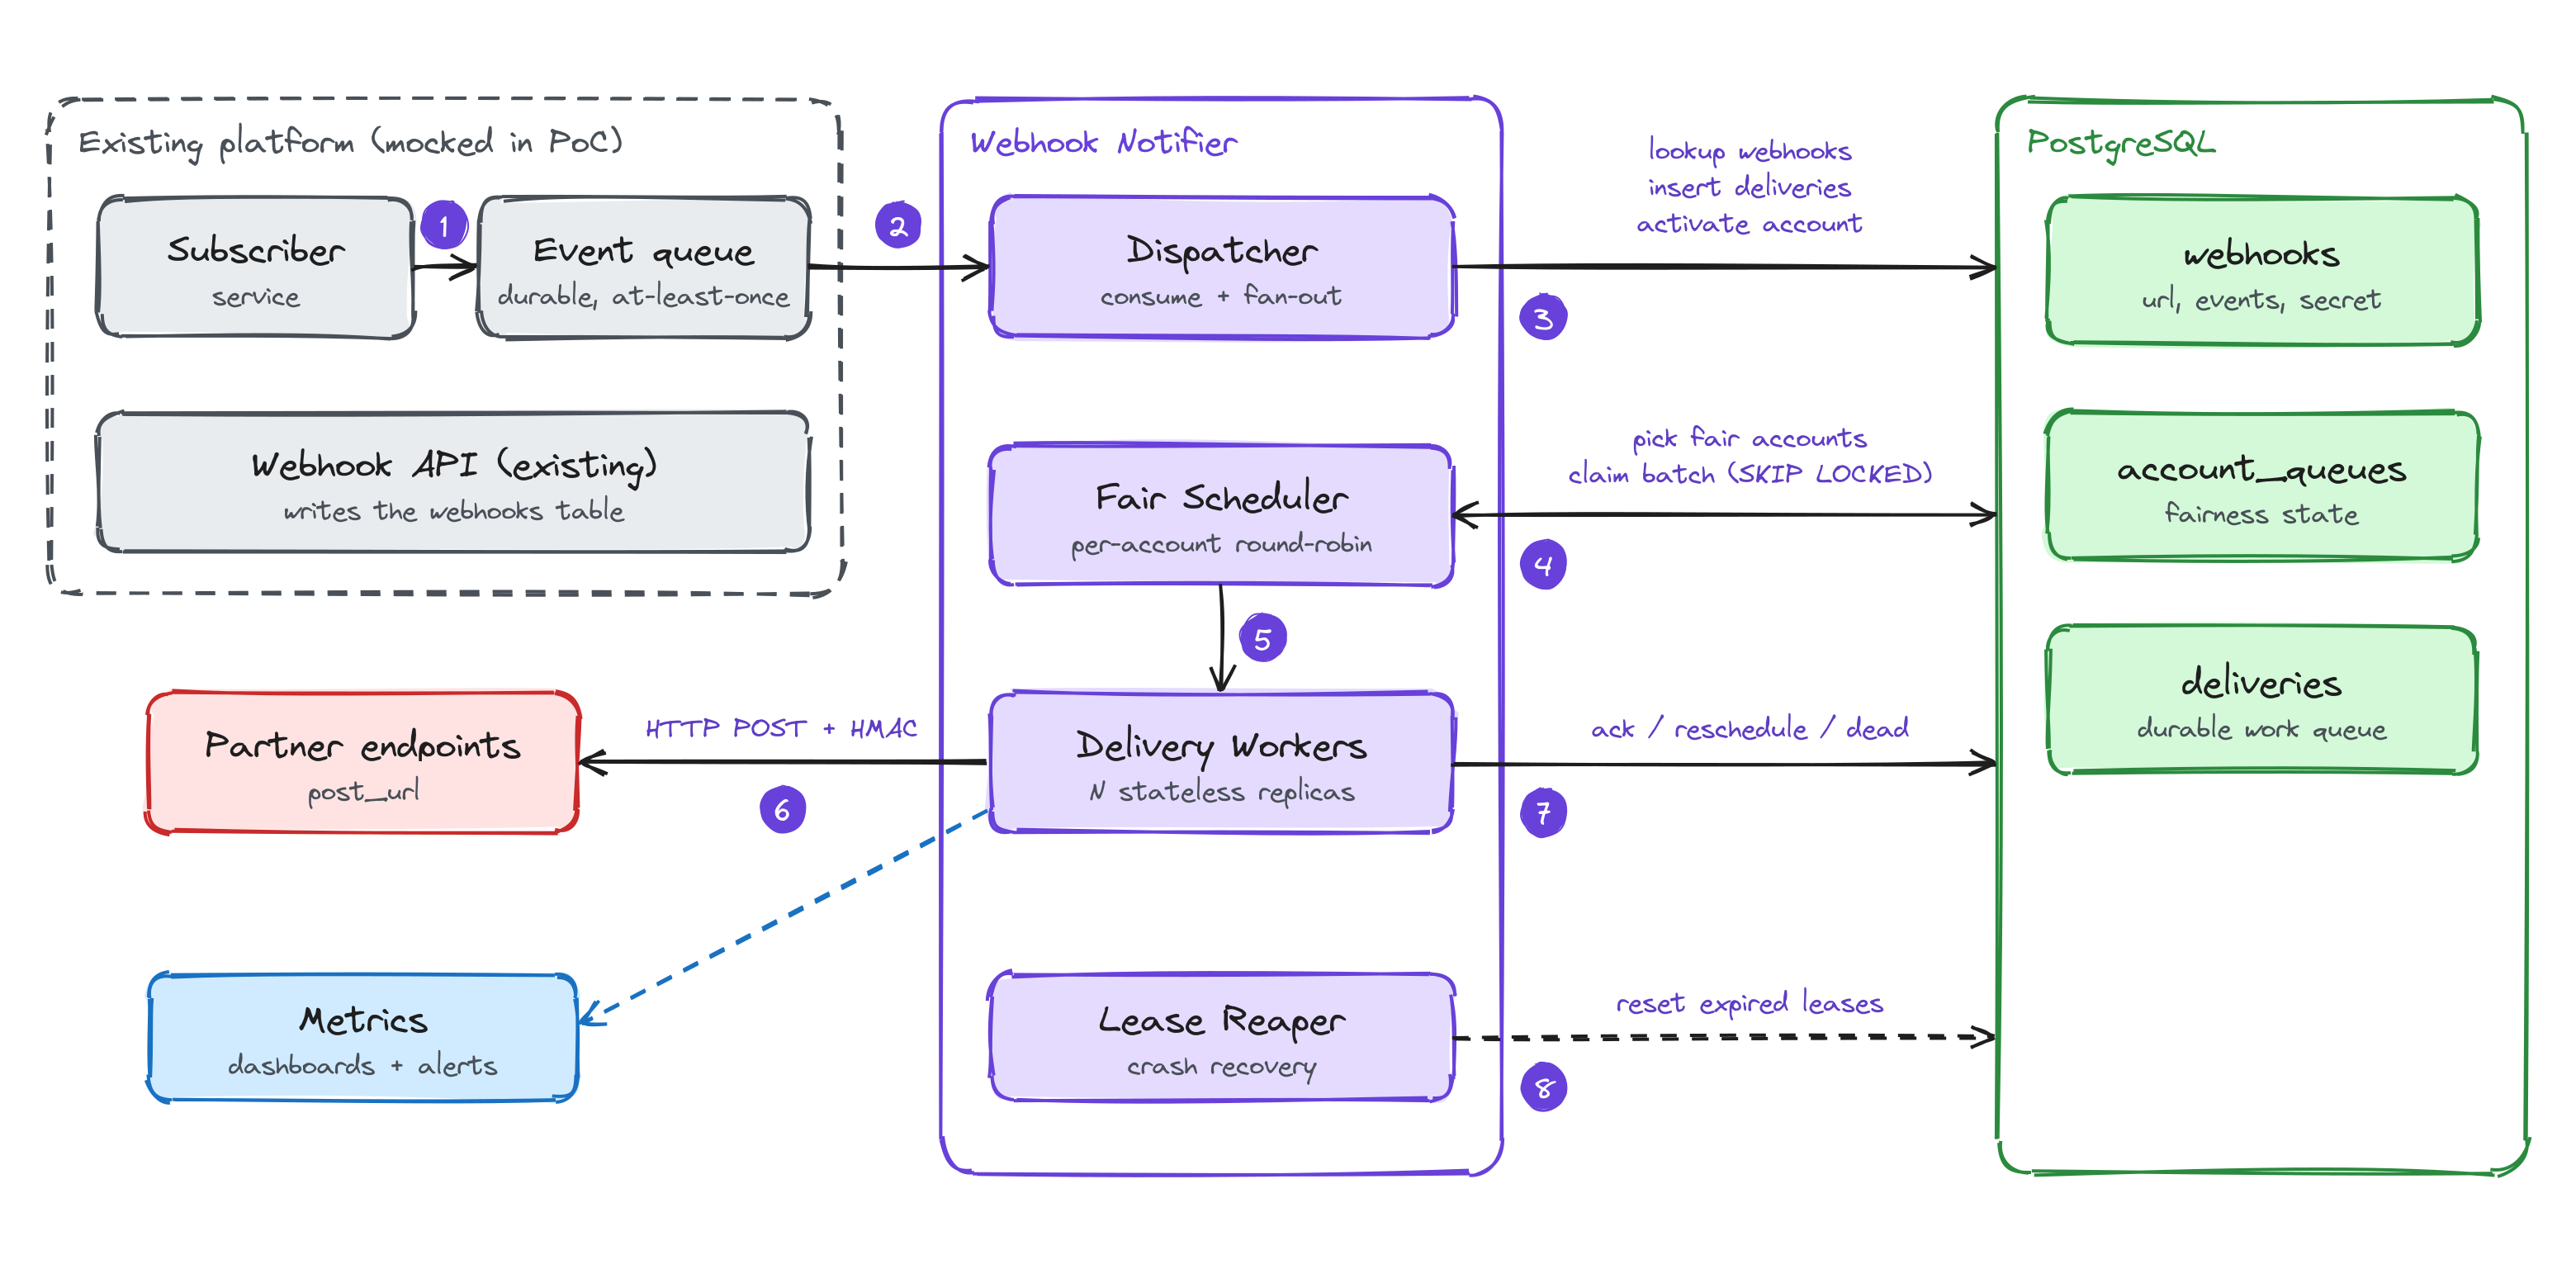 Existing platform (mocked in PoC)
Subscriber
service
1
Event queue
durable, at-least-once
Webhook API (existing)
writes the webhooks table
2
Webhook Notifier
Dispatcher
consume + fan-out
lookup webhooks
insert deliveries
activate account
3
Fair Scheduler
per-account round-robin
pick fair accounts
claim batch (SKIP LOCKED)
4
5
Delivery Workers
N stateless replicas
HTTP POST + HMAC
6
Partner endpoints
post_url
ack / reschedule / dead
7
Metrics
dashboards + alerts
Lease Reaper
crash recovery
reset expired leases
8
PostgreSQL
webhooks
url, events, secret
account_queues
fairness state
deliveries
durable work queue